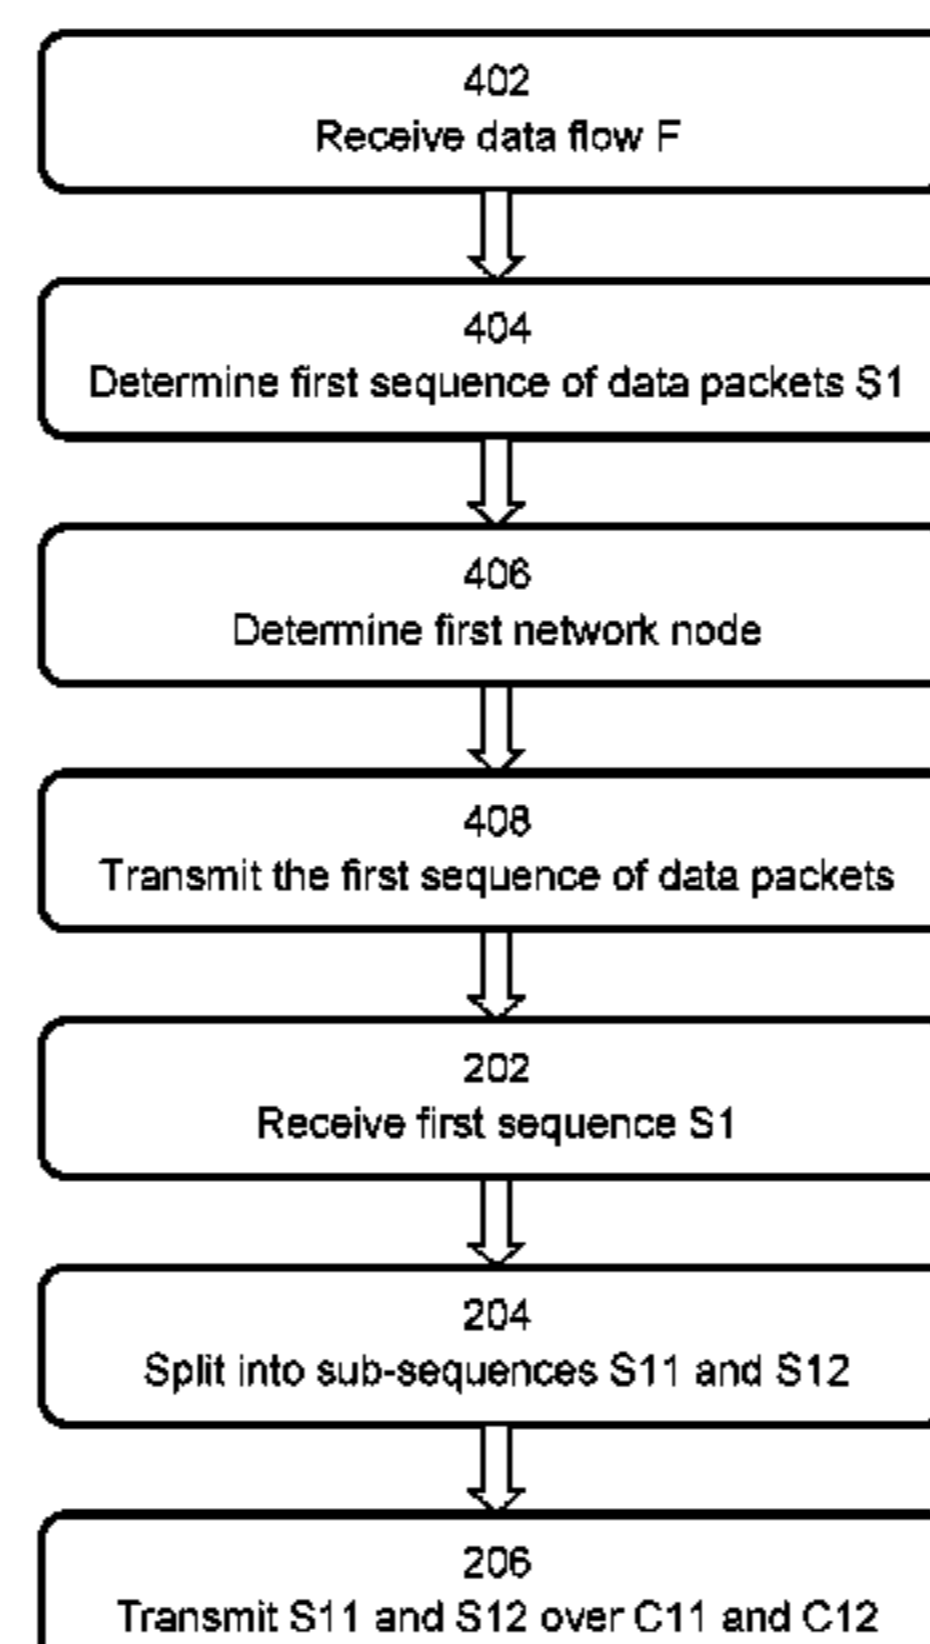 402
Receive data flow F
404
Determine first sequence of data packets S1
406
Determine first network node
408
Transmit the first sequence of data packets
202
Receive first sequence S1
204
Split into sub-sequences S11 and S12
206
Transmit S11 and S12 over C11 and C12